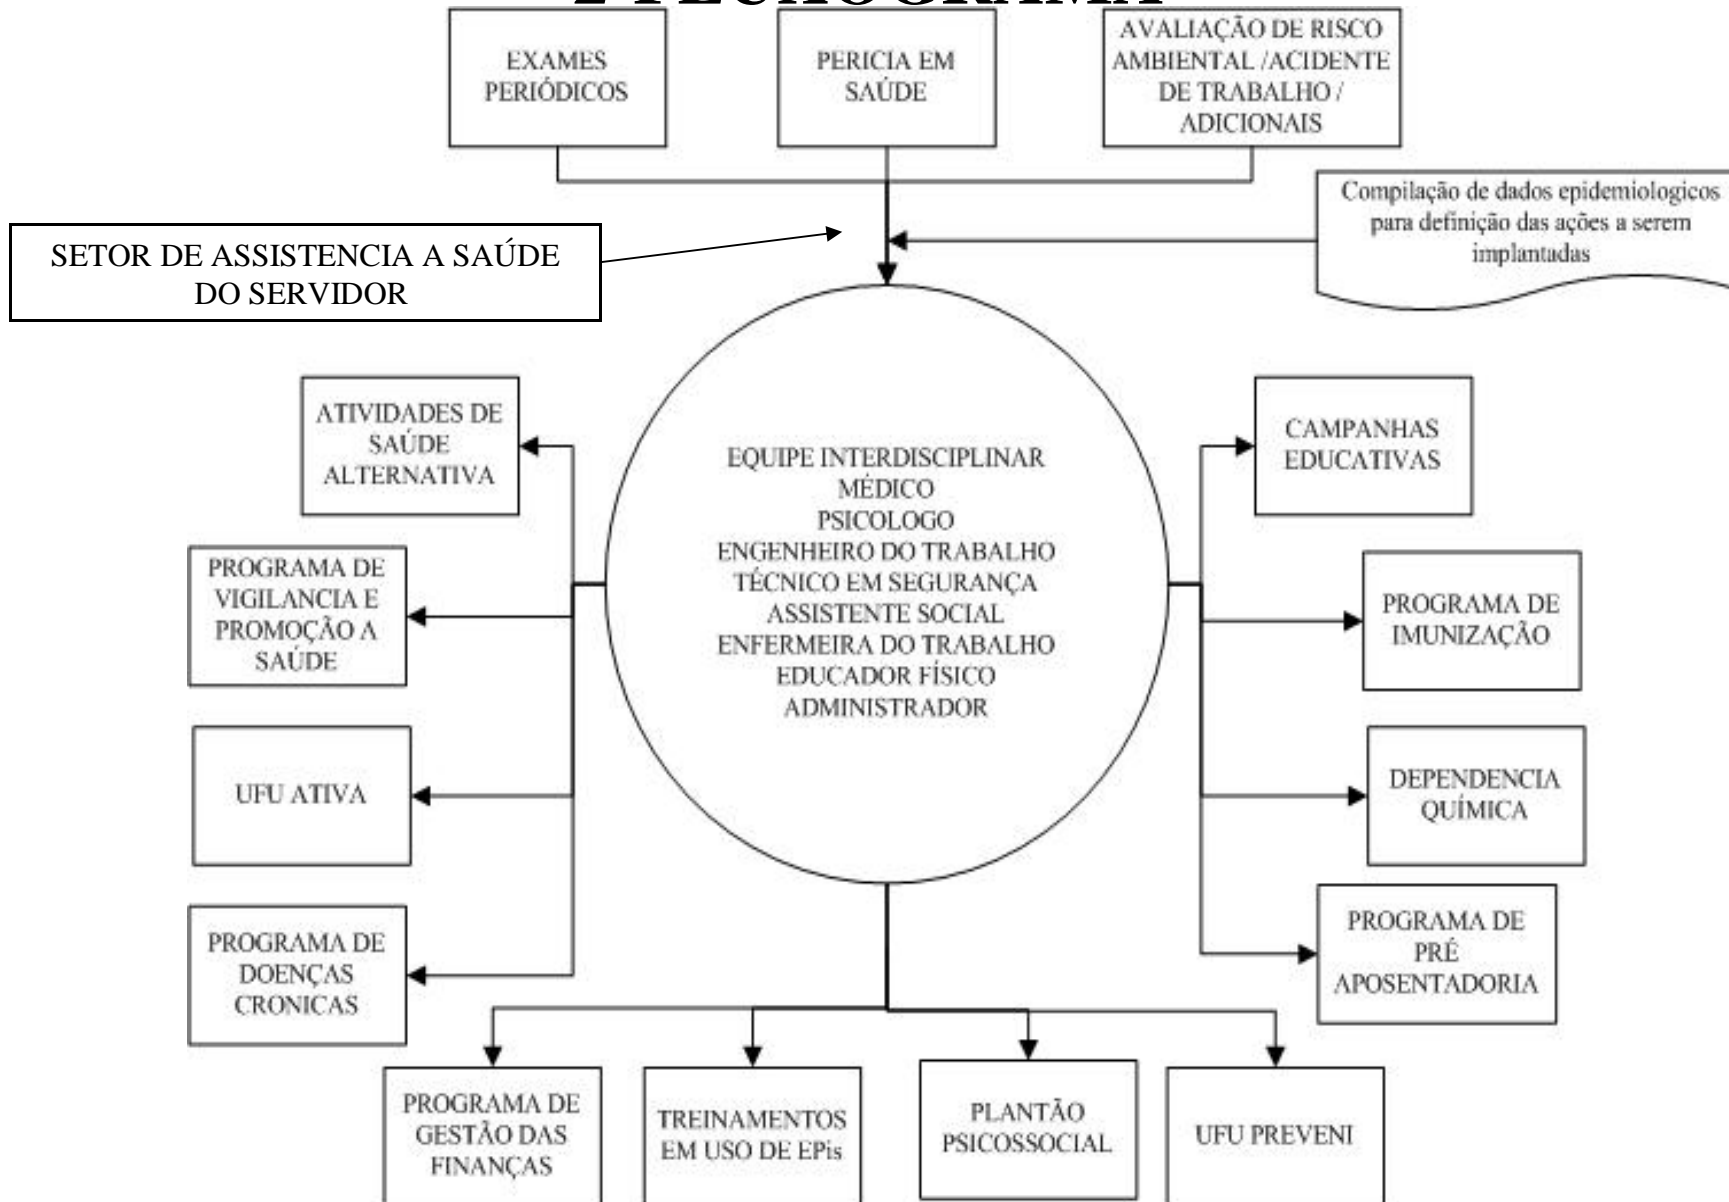 2 FLUXOGRAMA
EXAMES
PERIÓDICOS
PERICIA EM
SAÚDE
AVALIAÇÃO DE RISCO
AMBIENTAL /ACIDENTE
DE TRABALHO /
ADICIONAIS
Compilação de dados epidemiologicos
para definição das ações a serem
implantadas
SETOR DE ASSISTENCIA A SAÚDE
DO SERVIDOR
EQUIPE INTERDISCIPLINAR
MÉDICO
PSICOLOGO
ENGENHEIRO DO TRABALHO
TÉCNICO EM SEGURANÇA
ASSISTENTE SOCIAL
ENFERMEIRA DO TRABALHO
EDUCADOR FÍSICO
ADMINISTRADOR
ATIVIDADES DE
SAÚDE
ALTERNATIVA
PROGRAMA DE
VIGILANCIA E
PROMOÇÃO A
SAÚDE
UFU ATIVA
PROGRAMA DE
DOENÇAS
CRONICAS
CAMPANHAS
EDUCATIVAS
PROGRAMA DE
IMUNIZAÇÃO
DEPENDENCIA
QUÍMICA
PROGRAMA DE
PRÉ
APOSENTADORIA
PROGRAMA DE
GESTÃO DAS
FINANÇAS
TREINAMENTOS
EM USO DE EPis
PLANTÃO
PSICOSSOCIAL
UFU PREVENI